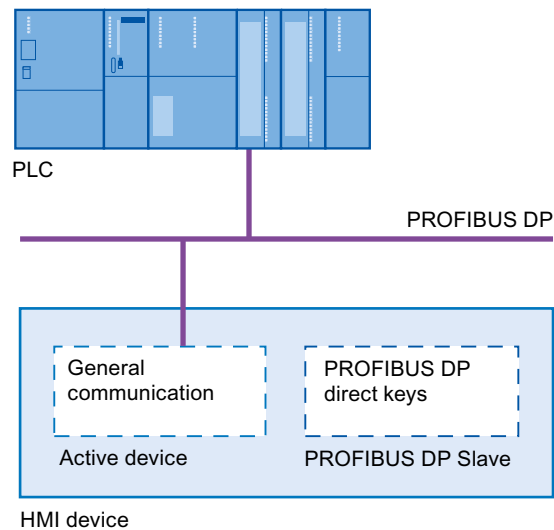 PLC
PROFIBUS DP
General
communication
PROFIBUS DP
direct keys
Active device
PROFIBUS DP Slave
HMI device